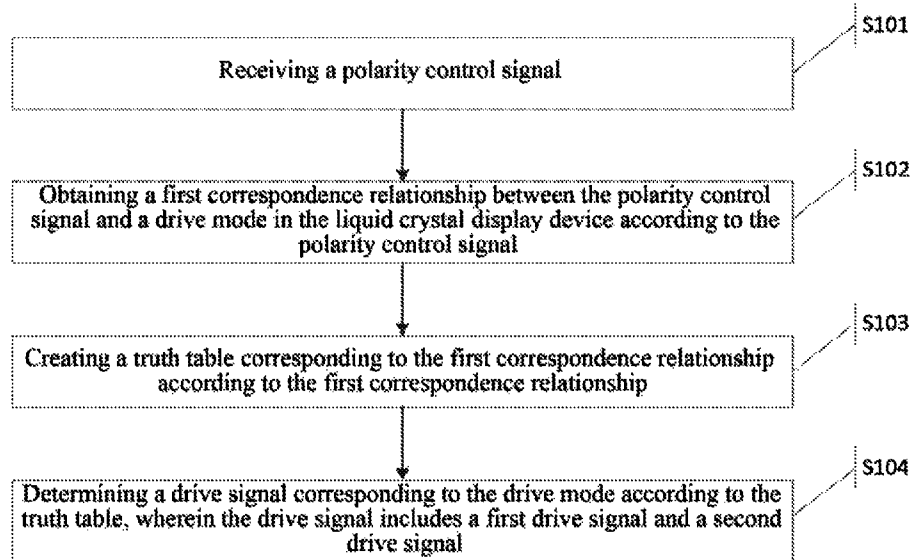 S101
Receiving a polarity control signal
S102
Obtaining a first correspondence relationship between the polarity control
signal and a drive mode in the liquid crystal display device according to the
polarity control signal
S103
Creating a truth table corresponding to the first correspondence relationship
according to the first correspondence relationship
S104
Determining a drive signal corresponding to the drive mode according to the
truth table, wherein the drive signal includes a first drive signal and a second
drive signal